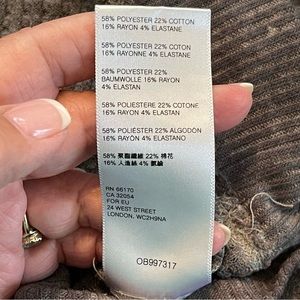 58% POLYESTER 22% COTTON
16% RAYON 4% ELASTANE
58% POLYESTER 22% COTON
16% RAYONNE 4% ELASTANE
58% POLYESTER 22%
BAUMWOLLE 16% RAYON
4% ELASTAN
58% POLIESTERE 22% COTONE
16% RAYON 4% ELASTAN
58% POLIÉSTER 22% ALGODÓN
16% RAYÓN 4% ELASTANO
58% 聚酯纖維 22% 棉花
16% 人造絲 4% 氨綸
RN 66170
CA 32054
FOR EU
24 WEST STREET
LONDON, WC2H9NA
OB997317